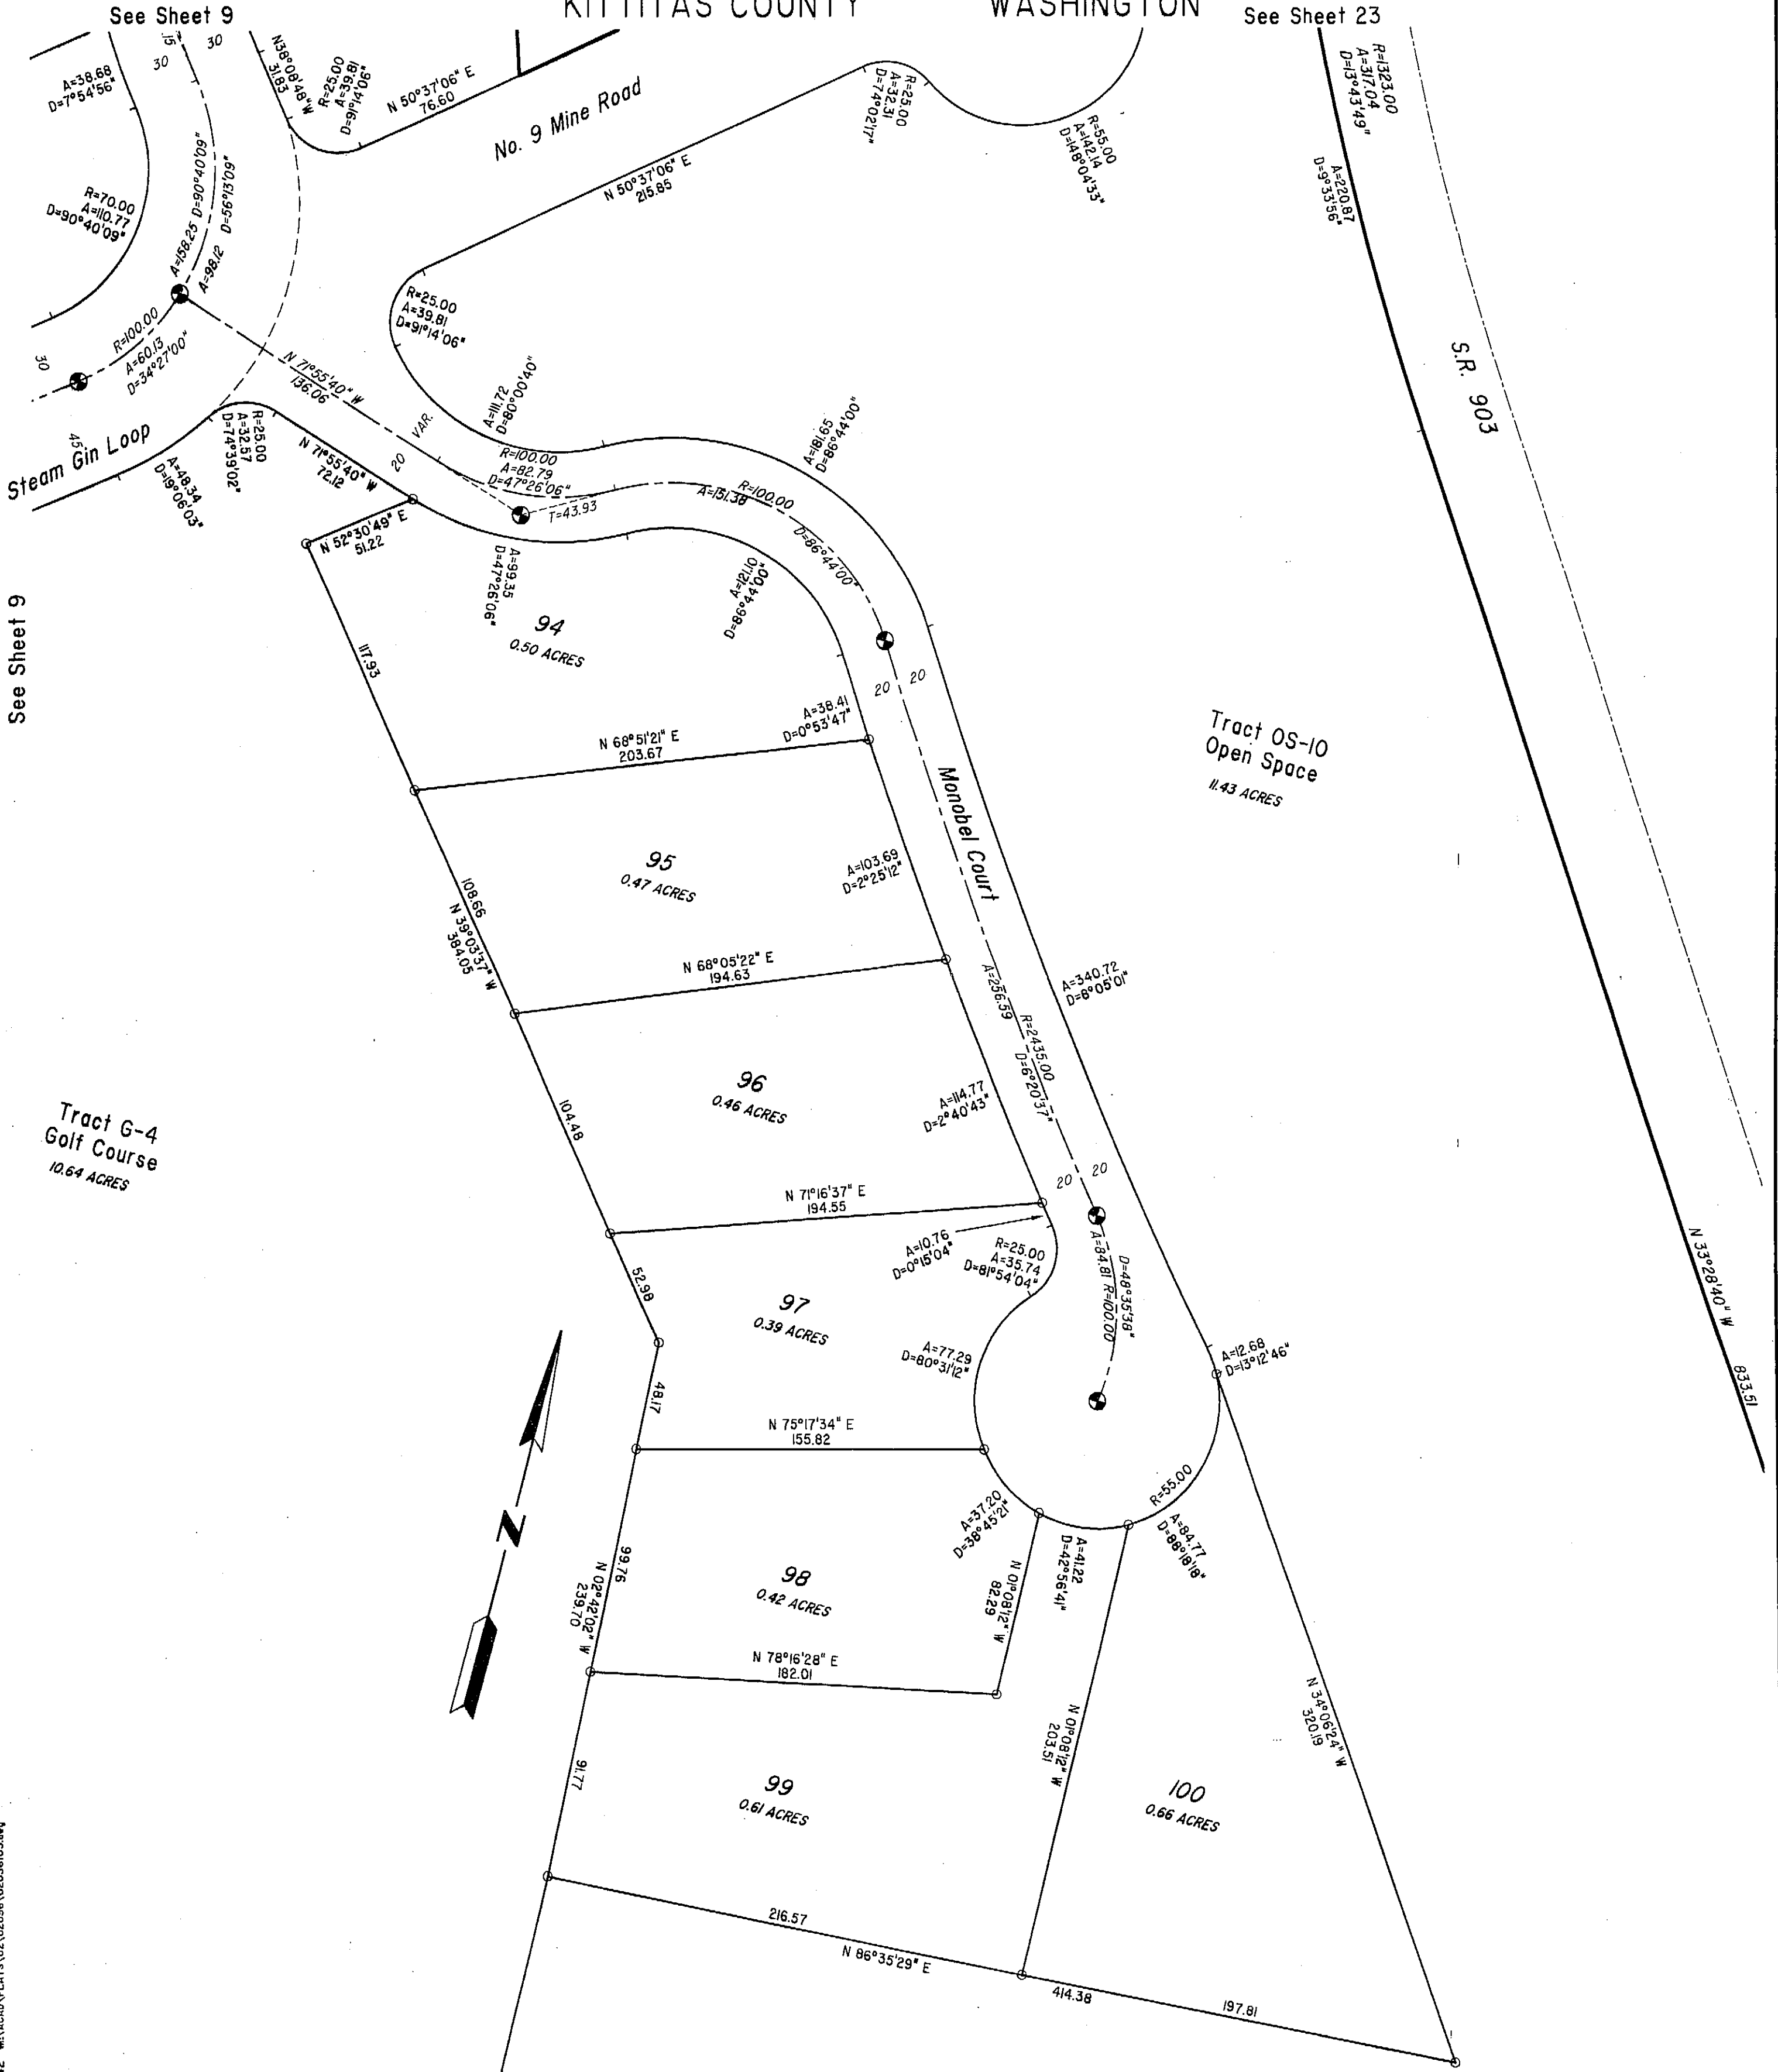 KITTITAS COUNTY WASHINGTON
See Sheet 9
See Sheet 23
A=38.68
D=7°54'56"
15
30
30
N38°08'48"W
31.83
R=25.00
A=39.81
D=91°14'06"
N 50°37'06" E
76.60
No. 9 Mine Road
R=25.00
A=32.31
D=74°02'17"
R=55.00
A=142.14
D=148°04'33"
R=1323.00
A=317.04
D=13°43'49"
A=220.87
D=9°33'56"
N 50°37'06" E
215.85
R=70.00
A=110.77
D=90°40'09"
A=158.25 D=90°40'09"
A=98.12 D=56°13'09"
R=25.00
A=39.81
D=91°14'06"
R=100.00
A=60.13
D=34°27'00"
30
N 71°55'40" W
136.06
VAR.
A=111.72
D=80°00'40"
A=181.65
D=86°44'00"
S.R. 903
R=25.00
A=32.57
D=74°39'02"
N 71°55'40" W
72.12
20
R=100.00
A=82.79
D=47°26'06"
T=43.93
R=100.00
A=151.38
D=86°44'00"
45'
Steam Gin Loop
A=48.34
D=19°06'03"
N 52°30'49" E
51.22
A=99.35
D=47°26'06"
A=121.10
D=86°44'00"
See Sheet 9
94
0.50 ACRES
117.93
20
20
A=38.41
D=0°53'47"
N 68°51'21" E
203.67
Tract OS-10
Open Space
11.43 ACRES
Monobel Court
95
0.47 ACRES
A=103.69
D=2°25'12"
108.66
N 39°03'37" W
384.05
N 68°05'22" E
194.63
A=256.59
R=2435.00
D=6°20'37"
A=340.72
D=8°05'01"
96
0.46 ACRES
A=114.77
D=2°40'43"
104.48
Tract G-4
Golf Course
10.64 ACRES
20
20
N 71°16'37" E
194.55
A=10.76
D=0°15'04"
R=25.00
A=35.74
D=81°54'04"
A=84.81 R=100.00
D=48°35'38"
N 33°28'40" W
833.51
52.98
97
0.39 ACRES
A=77.29
D=80°31'12"
A=12.68
D=13°12'46"
48.17
N 75°17'34" E
155.82
R=55.00
A=84.77
D=88°18'18"
A=37.20
D=38°45'21"
A=41.22
D=42°56'41"
N
99.76
N 02°42'02" W
239.70
98
0.42 ACRES
N 01°08'12" W
82.29
N 78°16'28" E
182.01
N 01°08'12" W
203.51
N 34°06'24" W
320.19
91.77
99
0.61 ACRES
100
0.66 ACRES
216.57
N 86°35'29" E
414.38
197.81